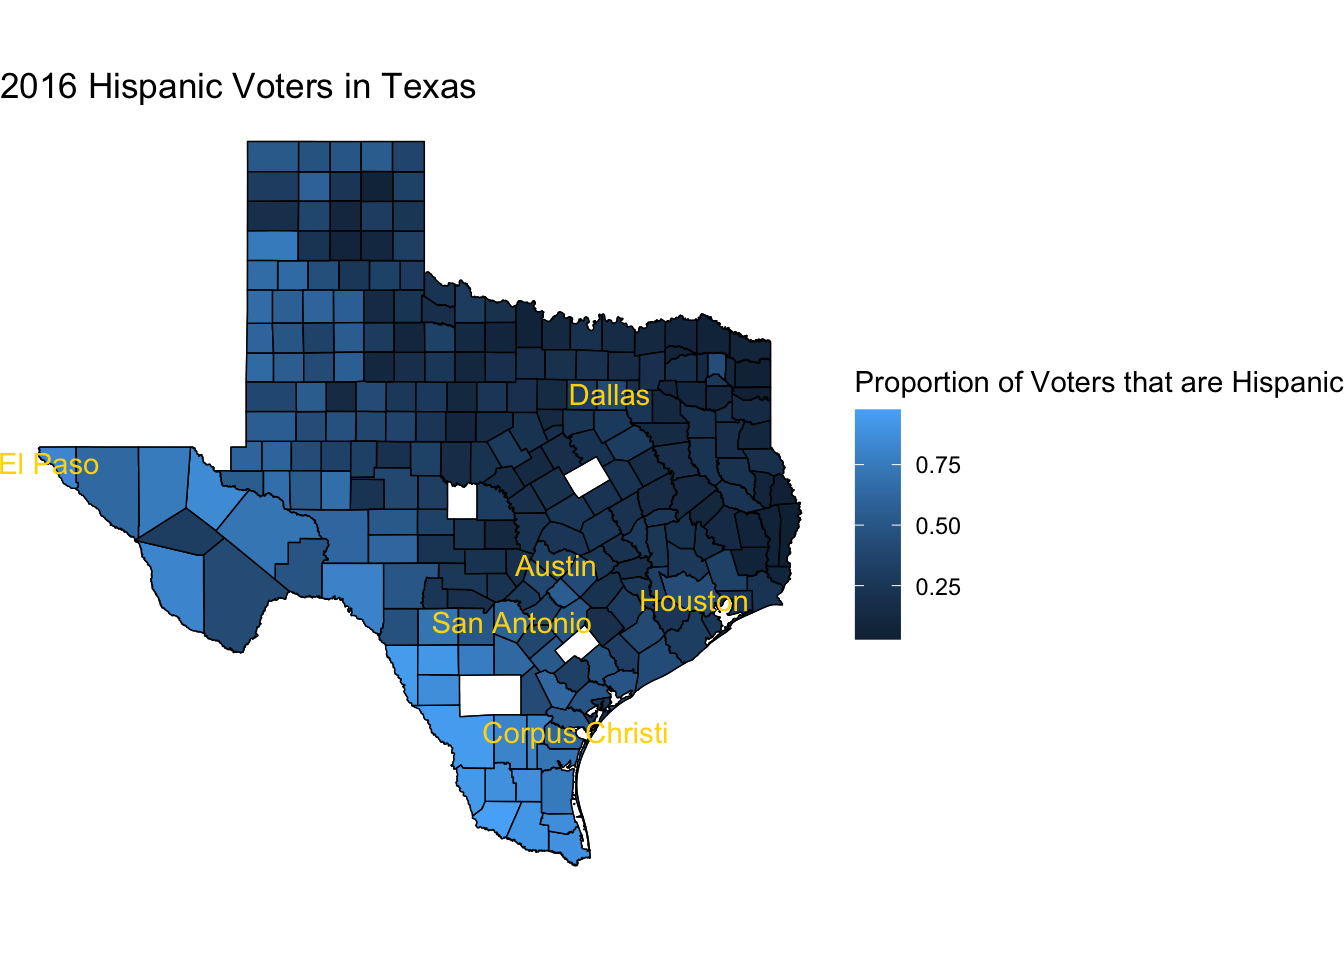 2016 Hispanic Voters in Texas
Proportion of Voters that are Hispanic
Dallas
0.75
El Paso
0.50
Austin
0.25
Houston
San Antonio
Corpus Christi